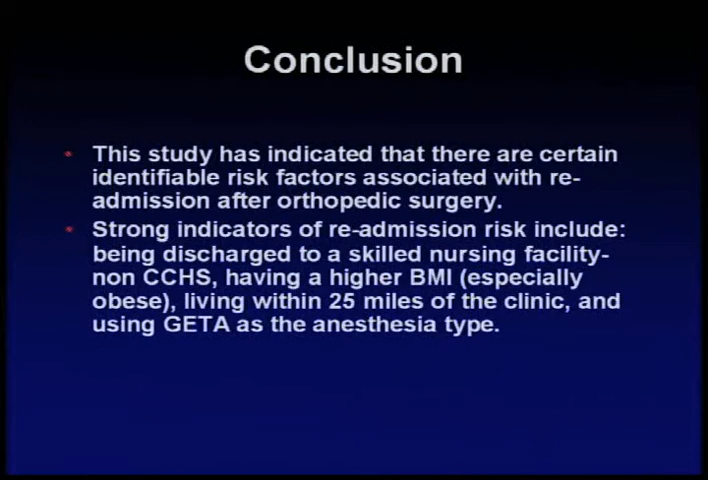 Conclusion
This study has indicated that there are certain
identifiable risk factors associated with re-
admission after orthopedic surgery.
Strong indicators of re-admission risk include:
being discharged to a skilled nursing facility-
non CCHS, having a higher BMI (especially
obese), living within 25 miles of the clinic, and
using GETA as the anesthesia type.